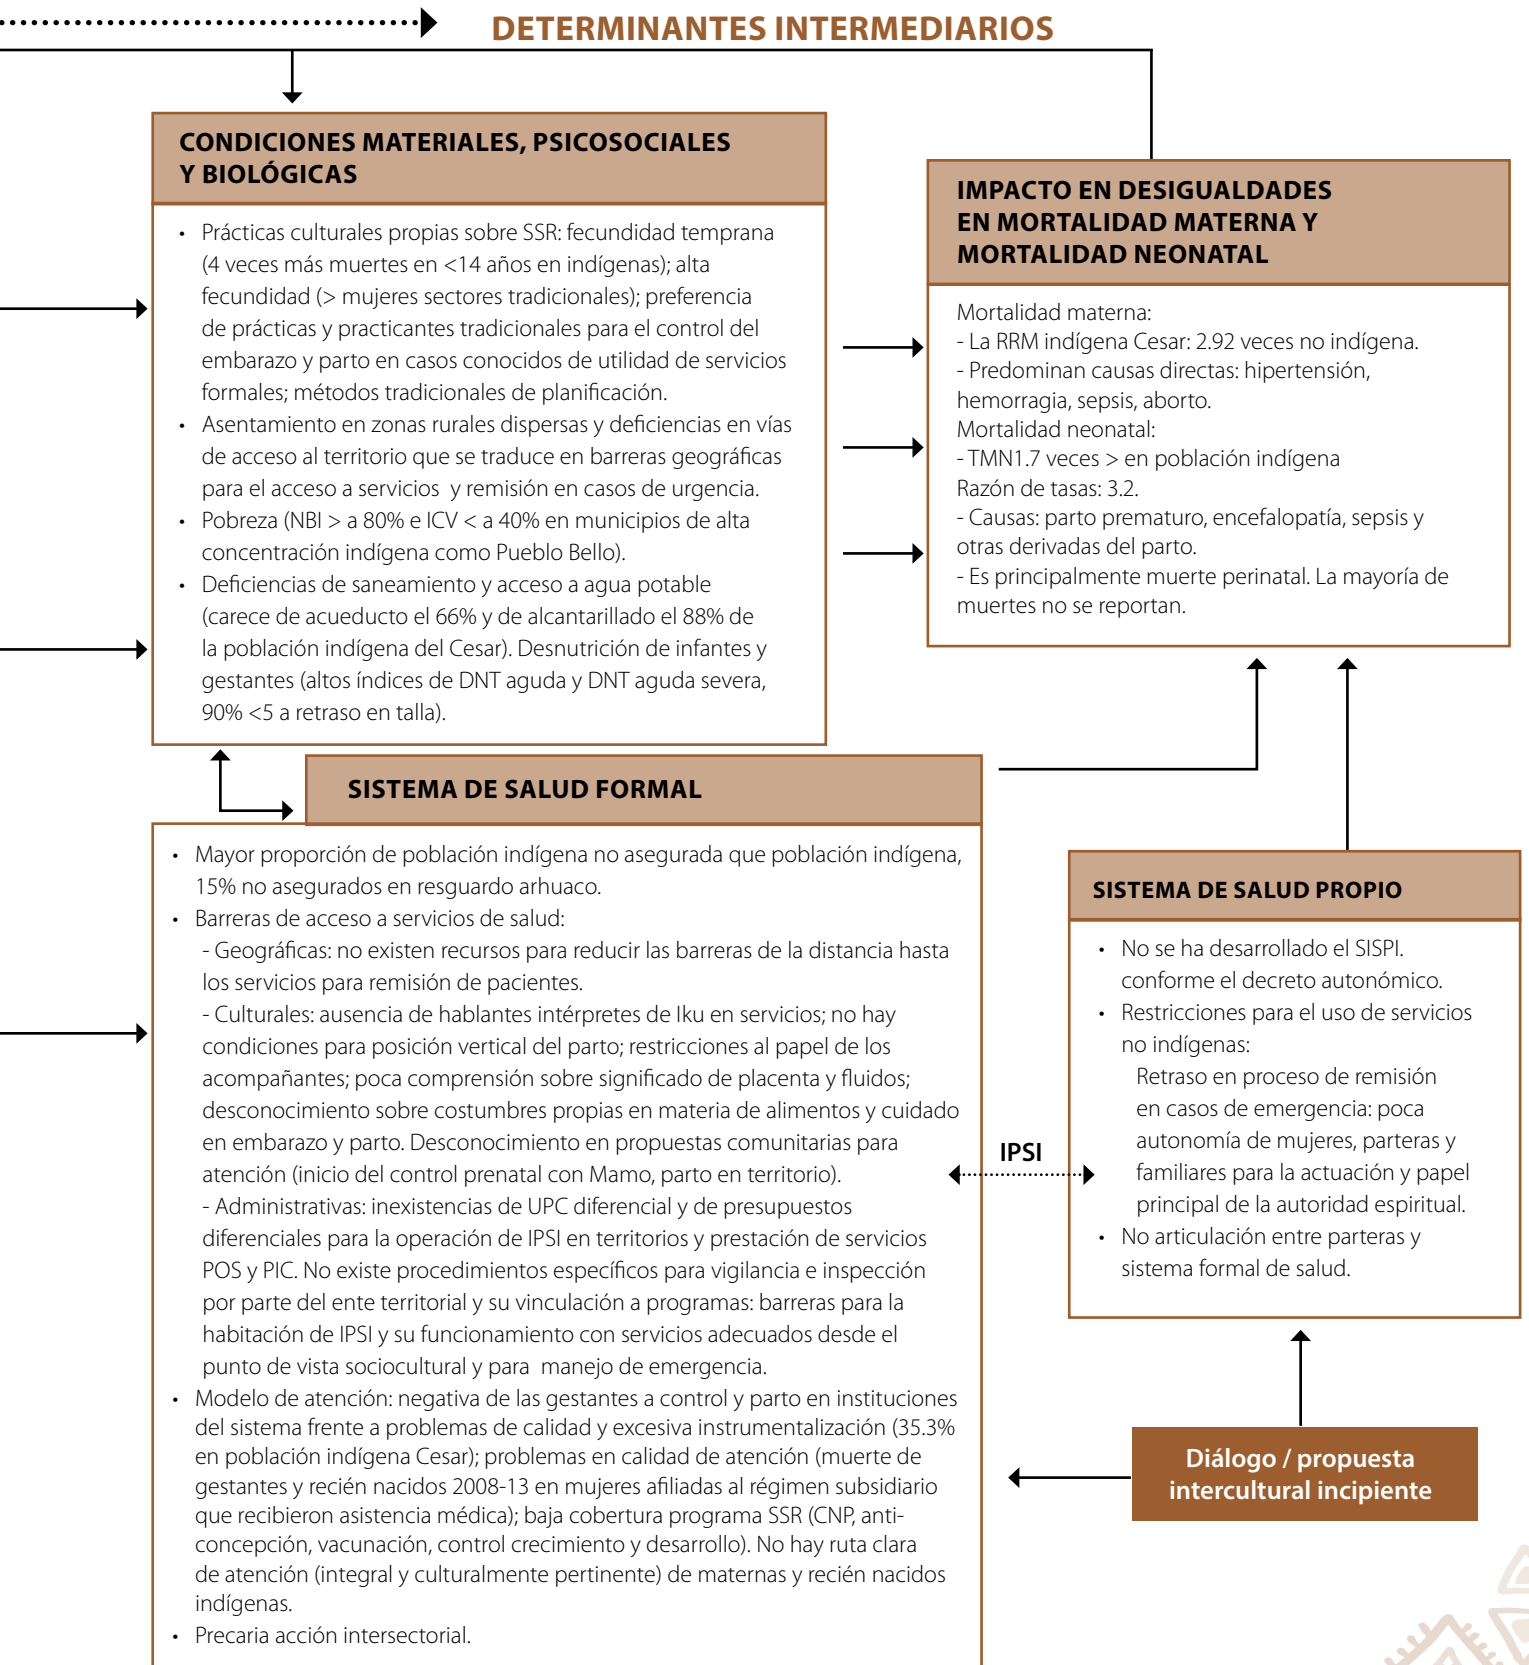 DETERMINANTES INTERMEDIARIOS
CONDICIONES MATERIALES, PSICOSOCIALES
Y BIOLÓGICAS
• Prácticas culturales propias sobre SSR: fecundidad temprana
(4 veces más muertes en <14 años en indígenas); alta
fecundidad (> mujeres sectores tradicionales); preferencia
de prácticas y practicantes tradicionales para el control del
embarazo y parto en casos conocidos de utilidad de servicios
formales; métodos tradicionales de planificación.
• Asentamiento en zonas rurales dispersas y deficiencias en vías
de acceso al territorio que se traduce en barreras geográficas
para el acceso a servicios y remisión en casos de urgencia.
• Pobreza (NBI > a 80% e ICV < a 40% en municipios de alta
concentración indígena como Pueblo Bello).
• Deficiencias de saneamiento y acceso a agua potable
(carece de acueducto el 66% y de alcantarillado el 88% de
la población indígena del Cesar). Desnutrición de infantes y
gestantes (altos índices de DNT aguda y DNT aguda severa,
90% <5 a retraso en talla).
IMPACTO EN DESIGUALDADES
EN MORTALIDAD MATERNA Y
MORTALIDAD NEONATAL
Mortalidad materna:
- La RRM indígena Cesar: 2.92 veces no indígena.
- Predominan causas directas: hipertensión,
hemorragia, sepsis, aborto.
Mortalidad neonatal:
- TMN1.7 veces > en población indígena
Razón de tasas: 3.2.
- Causas: parto prematuro, encefalopatía, sepsis y
otras derivadas del parto.
- Es principalmente muerte perinatal. La mayoría de
muertes no se reportan.
SISTEMA DE SALUD FORMAL
• Mayor proporción de población indígena no asegurada que población indígena,
15% no asegurados en resguardo arhuaco.
• Barreras de acceso a servicios de salud:
- Geográficas: no existen recursos para reducir las barreras de la distancia hasta
los servicios para remisión de pacientes.
- Culturales: ausencia de hablantes intérpretes de Iku en servicios; no hay
condiciones para posición vertical del parto; restricciones al papel de los
acompañantes; poca comprensión sobre significado de placenta y fluidos;
desconocimiento sobre costumbres propias en materia de alimentos y cuidado
en embarazo y parto. Desconocimiento en propuestas comunitarias para
atención (inicio del control prenatal con Mamo, parto en territorio).
- Administrativas: inexistencias de UPC diferencial y de presupuestos
diferenciales para la operación de IPSI en territorios y prestación de servicios
POS y PIC. No existe procedimientos específicos para vigilancia e inspección
por parte del ente territorial y su vinculación a programas: barreras para la
habitación de IPSI y su funcionamiento con servicios adecuados desde el
punto de vista sociocultural y para manejo de emergencia.
• Modelo de atención: negativa de las gestantes a control y parto en instituciones
del sistema frente a problemas de calidad y excesiva instrumentalización (35.3%
en población indígena Cesar); problemas en calidad de atención (muerte de
gestantes y recién nacidos 2008-13 en mujeres afiliadas al régimen subsidiario
que recibieron asistencia médica); baja cobertura programa SSR (CNP, anti-
concepción, vacunación, control crecimiento y desarrollo). No hay ruta clara
de atención (integral y culturalmente pertinente) de maternas y recién nacidos
indígenas.
• Precaria acción intersectorial.
IPSI
SISTEMA DE SALUD PROPIO
• No se ha desarrollado el SISPI.
conforme el decreto autonómico.
• Restricciones para el uso de servicios
no indígenas:
Retraso en proceso de remisión
en casos de emergencia: poca
autonomía de mujeres, parteras y
familiares para la actuación y papel
principal de la autoridad espiritual.
• No articulación entre parteras y
sistema formal de salud.
Diálogo / propuesta
intercultural incipiente